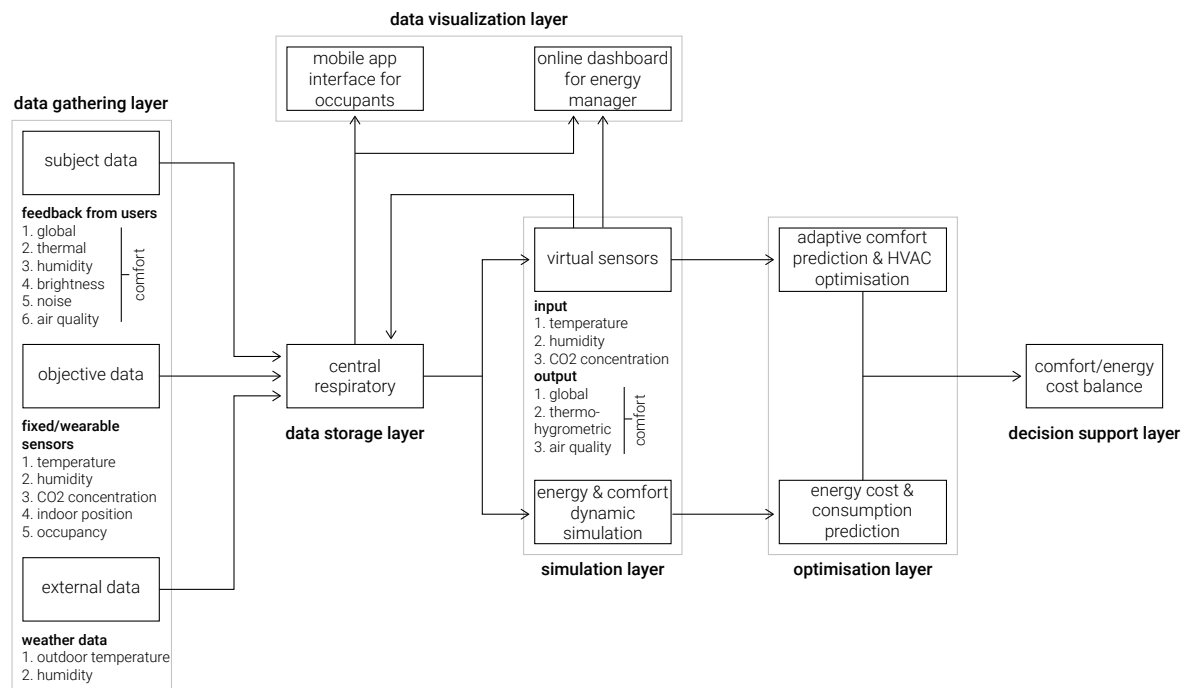 data visualization layer
mobile app
interface for
occupants
online dashboard
for energy
manager
data gathering layer
subject data
feedback from users
1. global
2. thermal
3. humidity
4. brightness
5. noise
6. air quality
comfort
objective data
fixed/wearable
sensors
1. temperature
2. humidity
3. CO2 concentration
4. indoor position
5. occupancy
external data
weather data
1. outdoor temperature
2. humidity
central
respiratory
data storage layer
virtual sensors
input
1. temperature
2. humidity
3. CO2 concentration
output
1. global
2. thermo-
hygrometric
3. air quality
comfort
energy & comfort
dynamic
simulation
simulation layer
adaptive comfort
prediction & HVAC
optimisation
energy cost &
consumption
prediction
optimisation layer
comfort/energy
cost balance
decision support layer